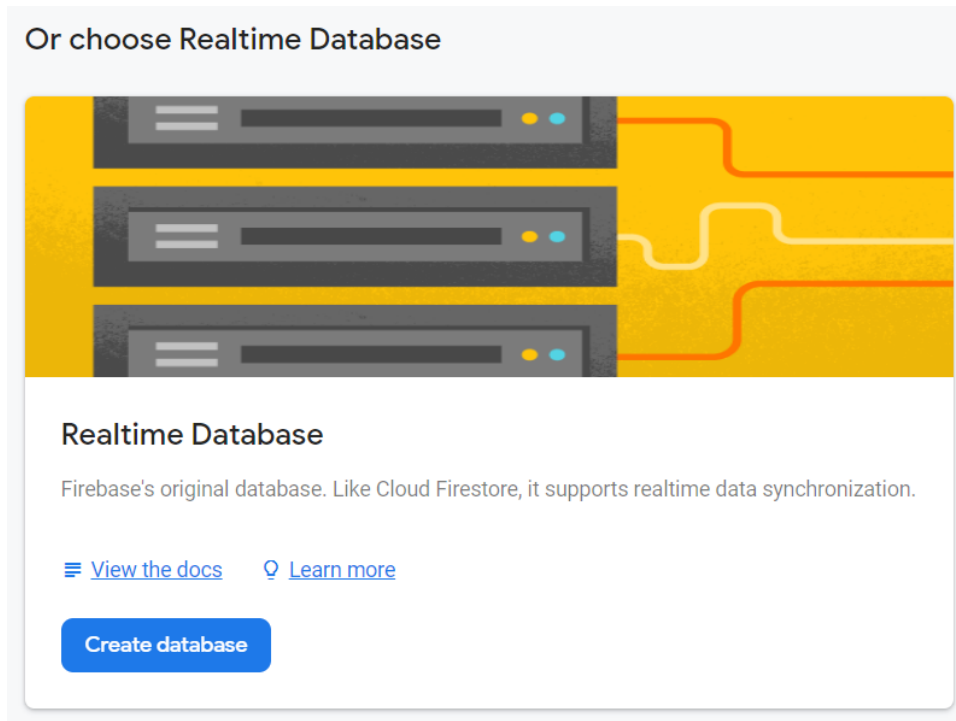 Or choose Realtime Database
Realtime Database
Firebase's original database. Like Cloud Firestore, it supports realtime data synchronization.
View the docs Learn more
Create database